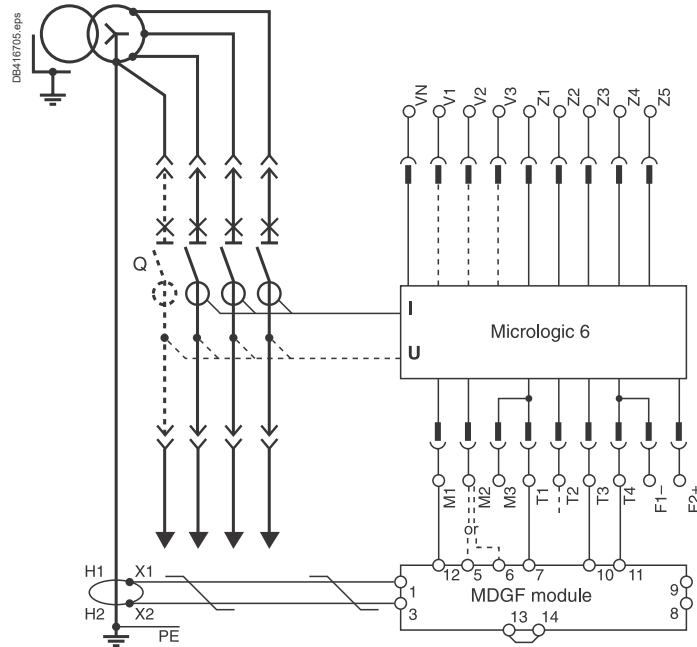 DB416705.eps
VN V1 V2 V3 Z1 Z2 Z3 Z4 Z5
Q
I
Micrologic 6
U
M1 M2 M3 T1 T2 T3 T4 F1– F2+
or
H1 X1
12 5 6 7 10 11
1 MDGF module 9
H2 X2
3 8
13 14
PE